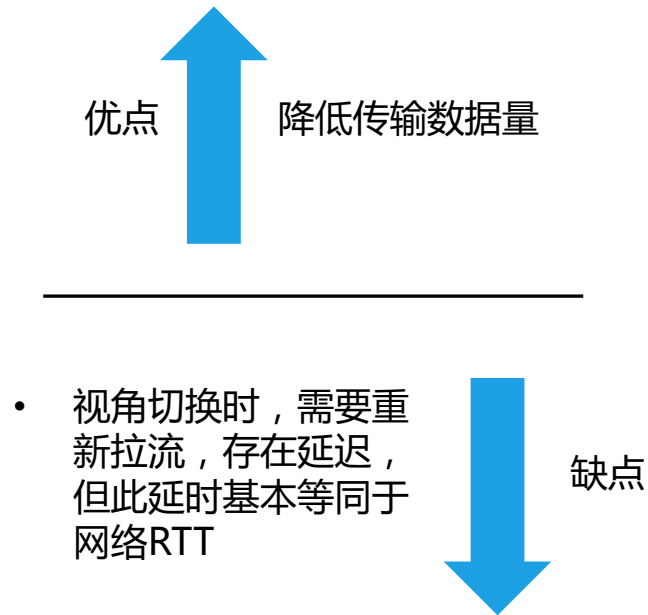 优点
降低传输数据量
• 视角切换时，需要重
新拉流，存在延迟，
但此延时基本等同于
网络RTT
缺点